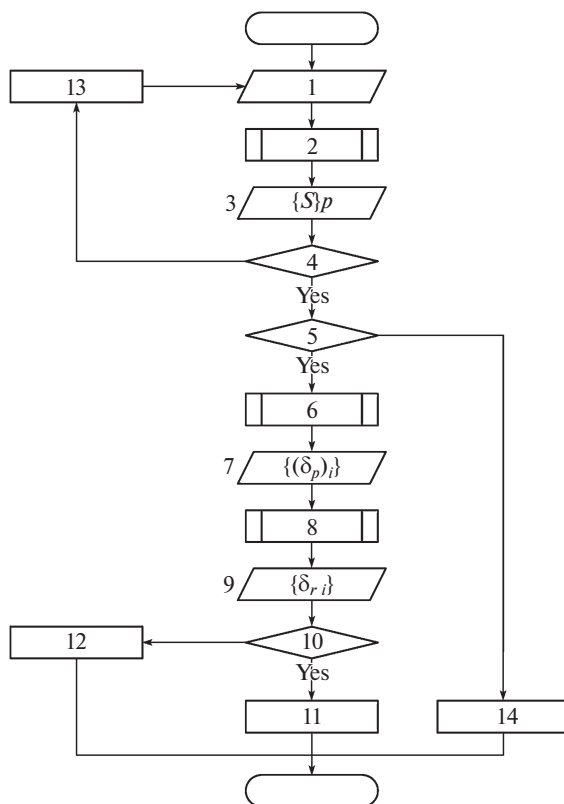 13
1
2
3 {S}p
4
Yes
5
Yes
6
7 {(δp)i}
8
9 {δr i}
12
10
Yes
11
14